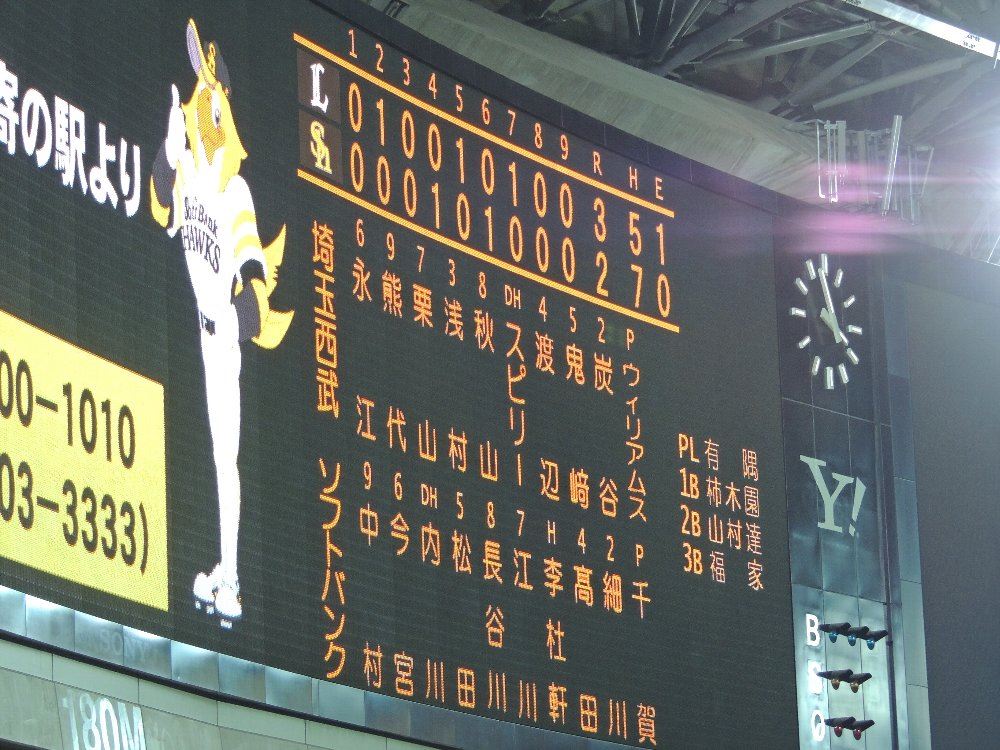 寄の駅より
00-1010
03-3333)
SoftBank
HAWKS
1 2 3 4 5 6 7 8 9 R H E
L 0 1 0 0 1 0 1 0 0 3 5 1
Sh 0 0 0 1 0 1 0 0 0 2 7 0
埼玉西武
6 永江
9 熊代
7 栗山
3 浅村
8 秋山
DH スピリー
4 渡辺
5 鬼﨑
2 炭谷
P ウィリアムス
ソフトバンク
9 中村
6 今宮
DH 内川
5 松田
8 長谷川
7 江川
H 李杜軒
4 高田
2 細川
P 千賀
PL 有隅
1B 柿木園
2B 山村達
3B 福家
Y!
B
S
O
SONY
180M